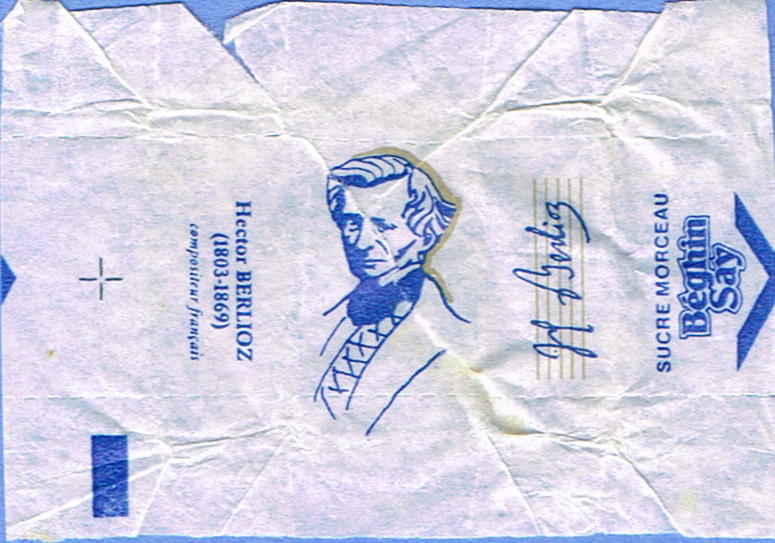 Hector BERLIOZ
(1803-1869)
compositeur français
H Berlioz
SUCRE MORCEAU
Béghin
Say